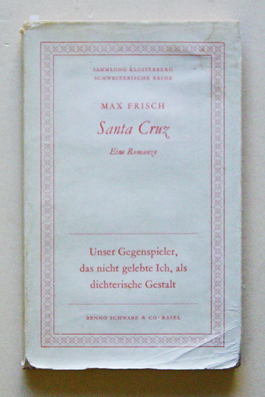 SAMMLUNG KLOSTERBERG
SCHWEIZERISCHE REIHE
MAX FRISCH
Santa Cruz
Eine Romanze
Unser Gegenspieler,
das nicht gelebte Ich, als
dichterische Gestalt
BENNO SCHWABE & CO · BASEL